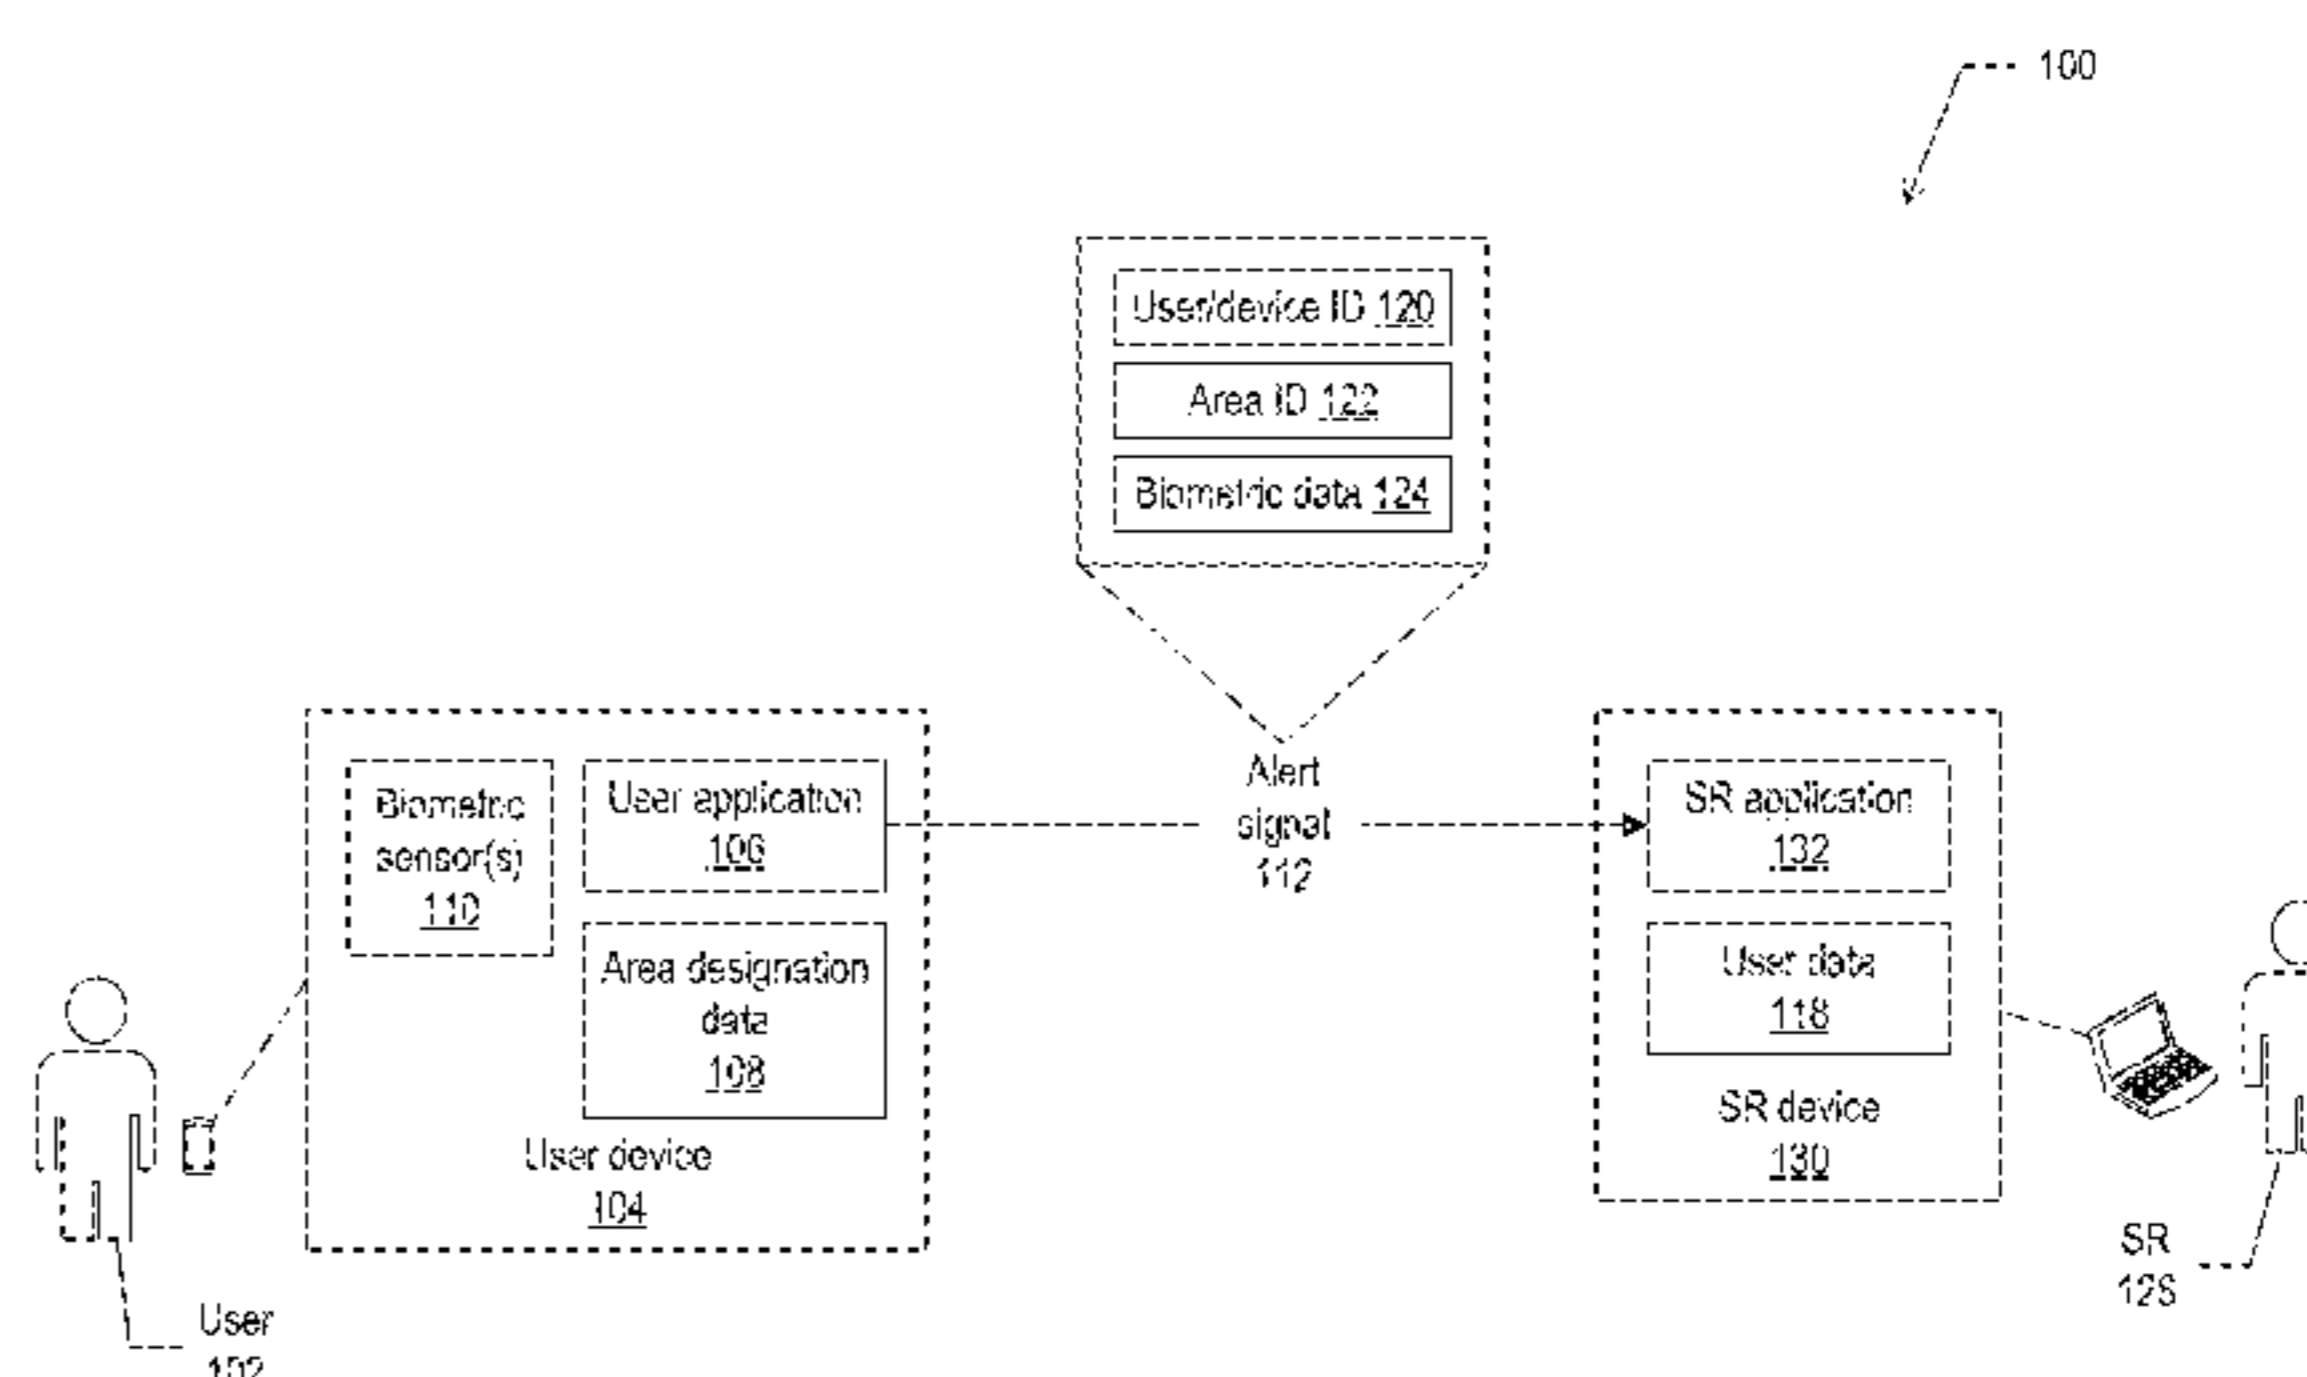 100
User/device ID 120
Area ID 122
Biometric data 124
Alert
signal
112
Biometric
sensor(s)
110
User application
106
Area designation
data
108
User device
104
SR application
132
User data
118
SR device
130
User
102
SR
126